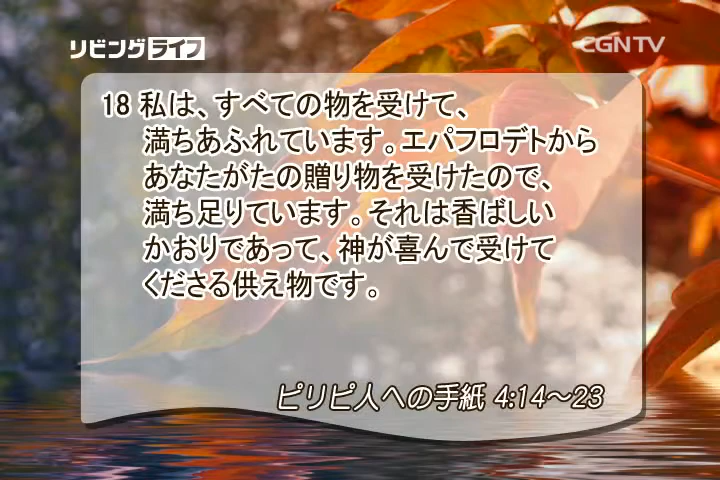 リビングライフ
CGNTV
18 私は、すべての物を受けて、
満ちあふれています。エパフロデトから
あなたがたの贈り物を受けたので、
満ち足りています。それは香ばしい
かおりであって、神が喜んで受けて
くださる供え物です。
ピリピ人への手紙 4:14～23